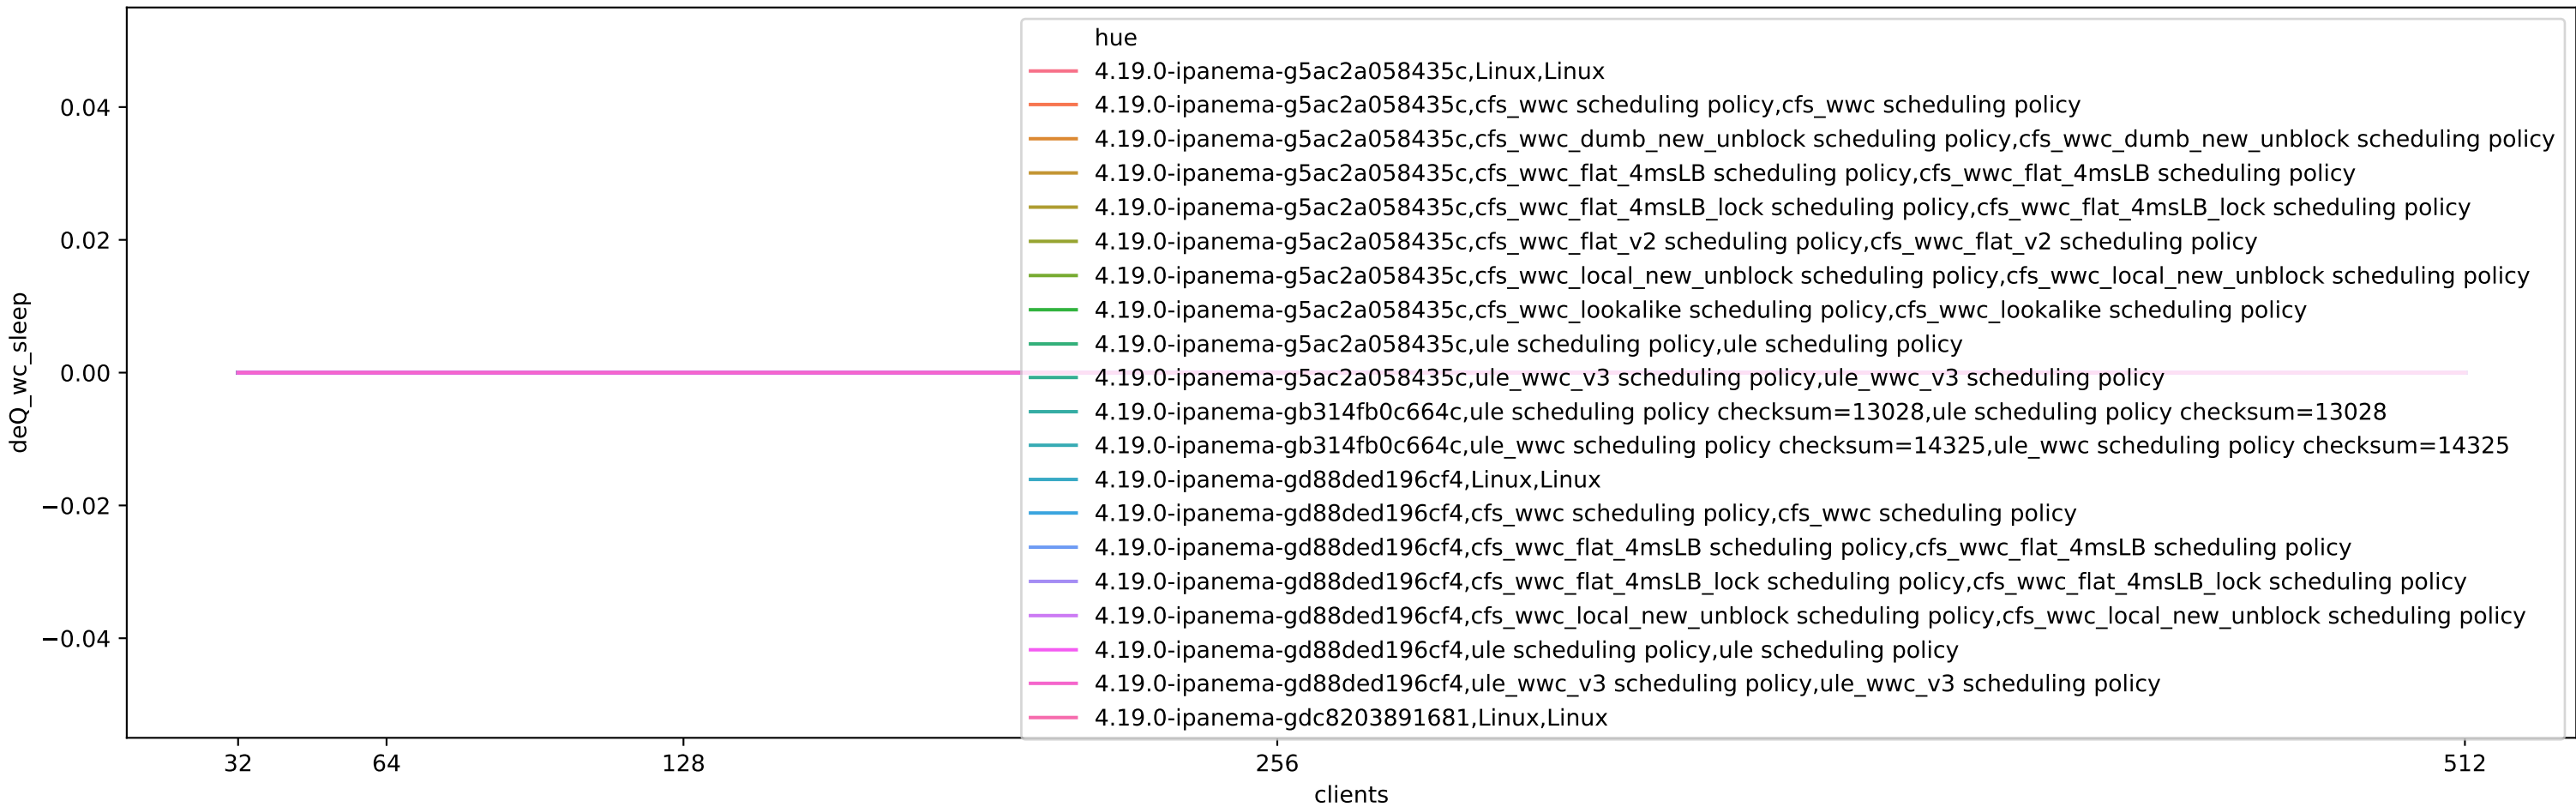 hue
4.19.0-ipanema-g5ac2a058435c,Linux,Linux
4.19.0-ipanema-g5ac2a058435c,cfs_wwc scheduling policy,cfs_wwc scheduling policy
4.19.0-ipanema-g5ac2a058435c,cfs_wwc_dumb_new_unblock scheduling policy,cfs_wwc_dumb_new_unblock scheduling policy
4.19.0-ipanema-g5ac2a058435c,cfs_wwc_flat_4msLB scheduling policy,cfs_wwc_flat_4msLB scheduling policy
4.19.0-ipanema-g5ac2a058435c,cfs_wwc_flat_4msLB_lock scheduling policy,cfs_wwc_flat_4msLB_lock scheduling policy
4.19.0-ipanema-g5ac2a058435c,cfs_wwc_flat_v2 scheduling policy,cfs_wwc_flat_v2 scheduling policy
4.19.0-ipanema-g5ac2a058435c,cfs_wwc_local_new_unblock scheduling policy,cfs_wwc_local_new_unblock scheduling policy
4.19.0-ipanema-g5ac2a058435c,cfs_wwc_lookalike scheduling policy,cfs_wwc_lookalike scheduling policy
4.19.0-ipanema-g5ac2a058435c,ule scheduling policy,ule scheduling policy
4.19.0-ipanema-g5ac2a058435c,ule_wwc_v3 scheduling policy,ule_wwc_v3 scheduling policy
4.19.0-ipanema-gb314fb0c664c,ule scheduling policy checksum=13028,ule scheduling policy checksum=13028
4.19.0-ipanema-gb314fb0c664c,ule_wwc scheduling policy checksum=14325,ule_wwc scheduling policy checksum=14325
4.19.0-ipanema-gd88ded196cf4,Linux,Linux
4.19.0-ipanema-gd88ded196cf4,cfs_wwc scheduling policy,cfs_wwc scheduling policy
4.19.0-ipanema-gd88ded196cf4,cfs_wwc_flat_4msLB scheduling policy,cfs_wwc_flat_4msLB scheduling policy
4.19.0-ipanema-gd88ded196cf4,cfs_wwc_flat_4msLB_lock scheduling policy,cfs_wwc_flat_4msLB_lock scheduling policy
4.19.0-ipanema-gd88ded196cf4,cfs_wwc_local_new_unblock scheduling policy,cfs_wwc_local_new_unblock scheduling policy
4.19.0-ipanema-gd88ded196cf4,ule scheduling policy,ule scheduling policy
4.19.0-ipanema-gd88ded196cf4,ule_wwc_v3 scheduling policy,ule_wwc_v3 scheduling policy
4.19.0-ipanema-gdc8203891681,Linux,Linux
0.04
0.02
0.00
−0.02
−0.04
deQ_wc_sleep
32 64 128 256 512
clients